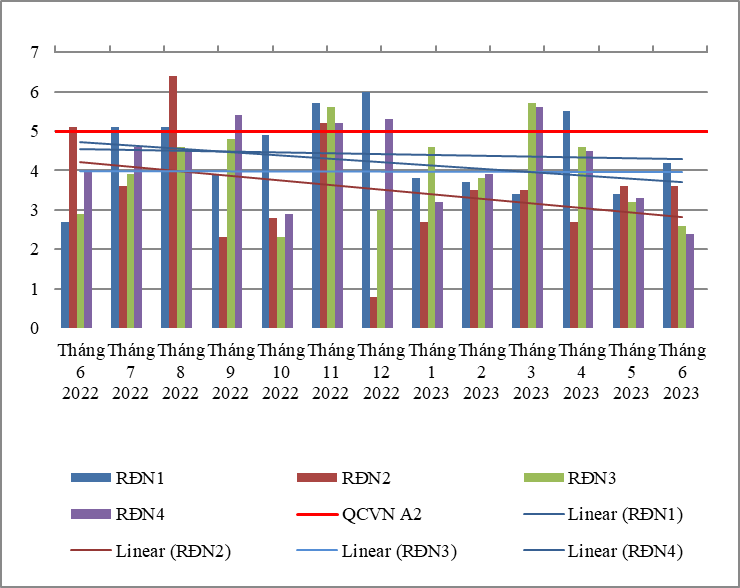 7
6
5
4
3
2
1
0
Tháng Tháng Tháng Tháng Tháng Tháng Tháng Tháng Tháng Tháng Tháng Tháng Tháng
6 7 8 9 10 11 12 1 2 3 4 5 6
2022 2022 2022 2022 2022 2022 2022 2023 2023 2023 2023 2023 2023
RĐN1 RĐN2 RĐN3
RĐN4 QCVN A2 Linear (RĐN1)
Linear (RĐN2) Linear (RĐN3) Linear (RĐN4)